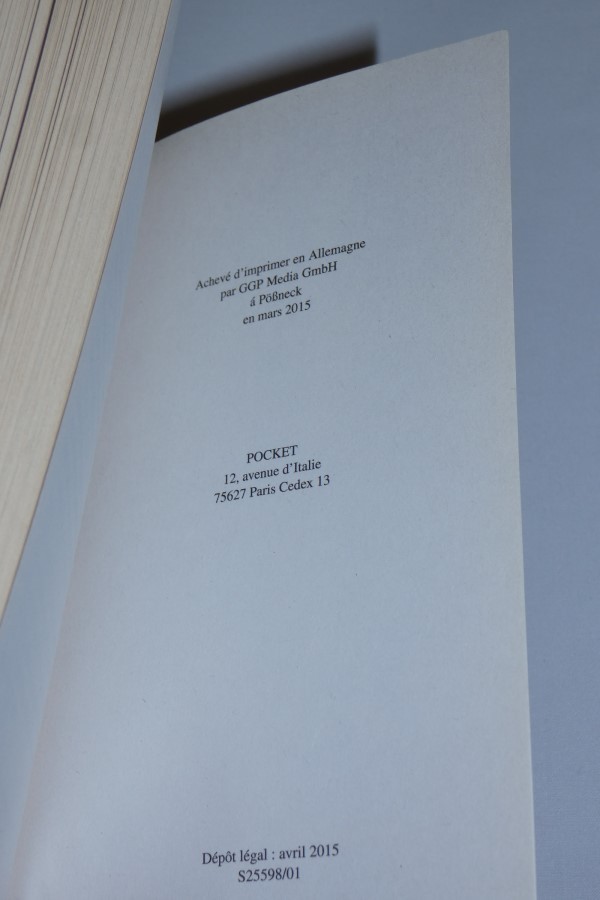 Achevé d'imprimer en Allemagne
par GGP Media GmbH
á Pößneck
en mars 2015
POCKET
12, avenue d'Italie
75627 Paris Cedex 13
Dépôt légal : avril 2015
S25598/01